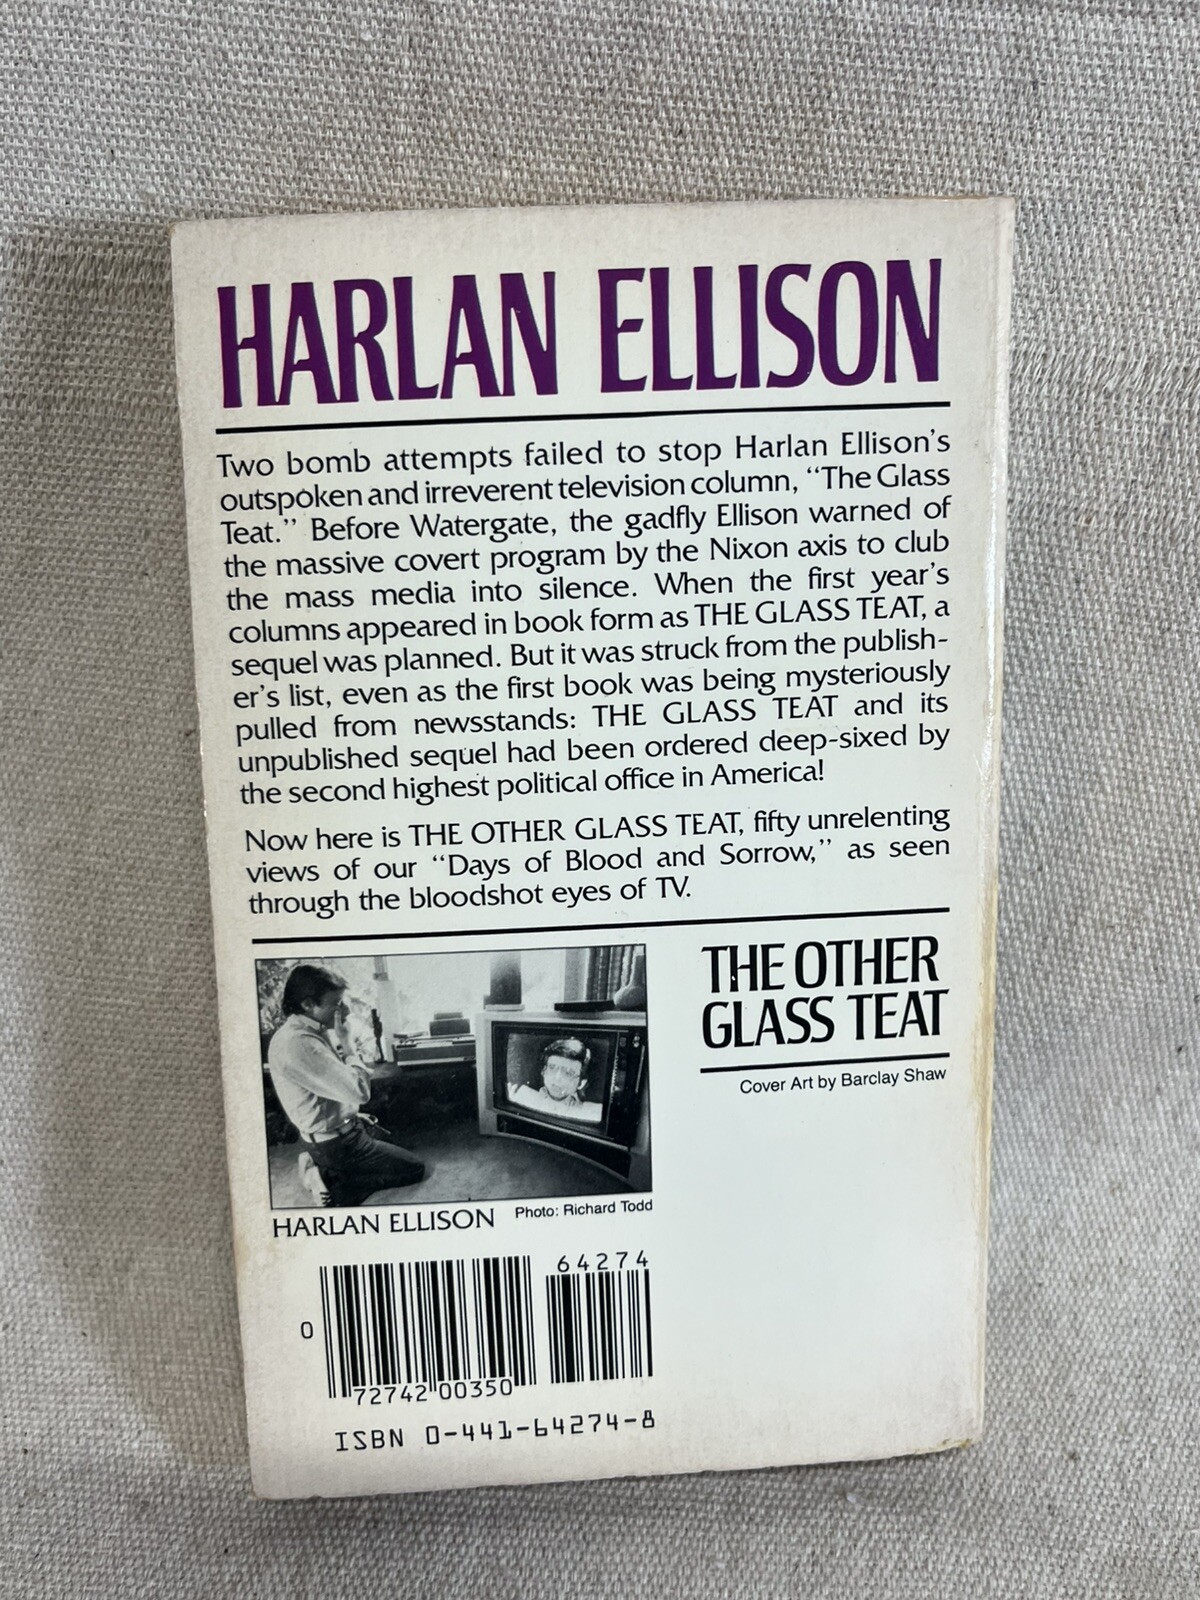 HARLAN ELLISON
Two bomb attempts failed to stop Harlan Ellison's
outspoken and irreverent television column, "The Glass
Teat." Before Watergate, the gadfly Ellison warned of
the massive covert program by the Nixon axis to club
the mass media into silence. When the first year's
columns appeared in book form as THE GLASS TEAT, a
sequel was planned. But it was struck from the publish-
er's list, even as the first book was being mysteriously
pulled from newsstands: THE GLASS TEAT and its
unpublished sequel had been ordered deep-sixed by
the second highest political office in America!
Now here is THE OTHER GLASS TEAT, fifty unrelenting
views of our "Days of Blood and Sorrow," as seen
through the bloodshot eyes of TV.
THE OTHER
GLASS TEAT
Cover Art by Barclay Shaw
HARLAN ELLISON
Photo: Richard Todd
64274
0
72742 00350
ISBN 0-441-64274-8